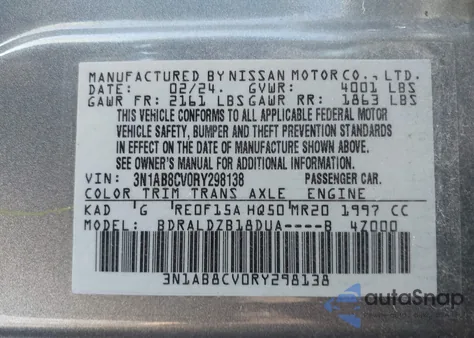 MANUFACTURED BY NISSAN MOTOR CO., LTD.
DATE: 02/24. GVWR: 4001 LBS
GAWR FR: 2161 LBS GAWR RR: 1863 LBS
THIS VEHICLE CONFORMS TO ALL APPLICABLE FEDERAL MOTOR
VEHICLE SAFETY, BUMPER AND THEFT PREVENTION STANDARDS
IN EFFECT ON THE DATE OF MANUFACTURE SHOWN ABOVE.
SEE OWNER'S MANUAL FOR ADDITIONAL INFORMATION.
VIN: 3N1AB8CV0RY298138 PASSENGER CAR.
COLOR TRIM TRANS AXLE ENGINE
KAD G RE0F15A HQ50 MR20 1997 CC
MODEL: BDRALDZB18DUA----B 47000
3N1AB8CV0RY298138
autaSnap